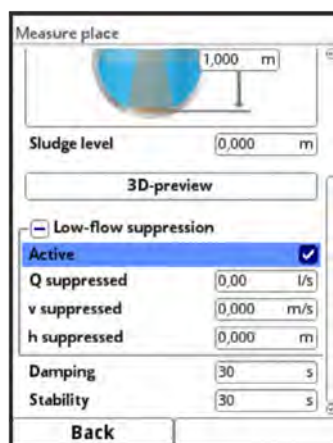 Measure place
1,000 m
Sludge level 0,000 m
3D-preview
Low-flow suppression
Active
Q suppressed 0,00 l/s
v suppressed 0,000 m/s
h suppressed 0,000 m
Damping 30 s
Stability 30 s
Back